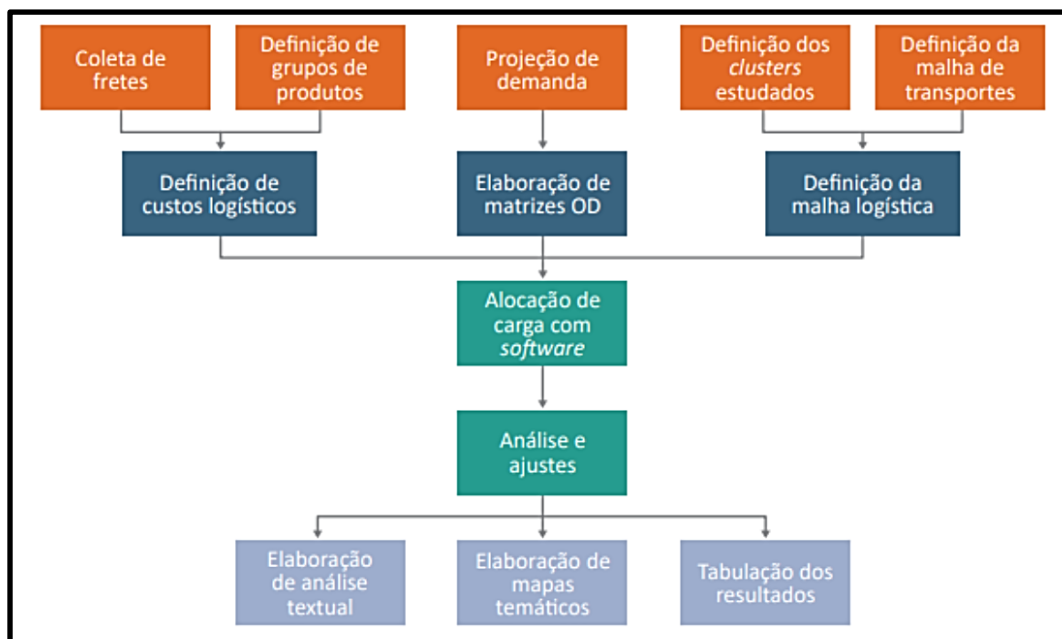 Coleta de
fretes
Definição de
grupos de
produtos
Projeção de
demanda
Definição dos
clusters
estudados
Definição da
malha de
transportes
Definição de
custos logísticos
Elaboração de
matrizes OD
Definição da
malha logística
Alocação de
carga com
software
Análise e
ajustes
Elaboração
de análise
textual
Elaboração de
mapas
temáticos
Tabulação dos
resultados